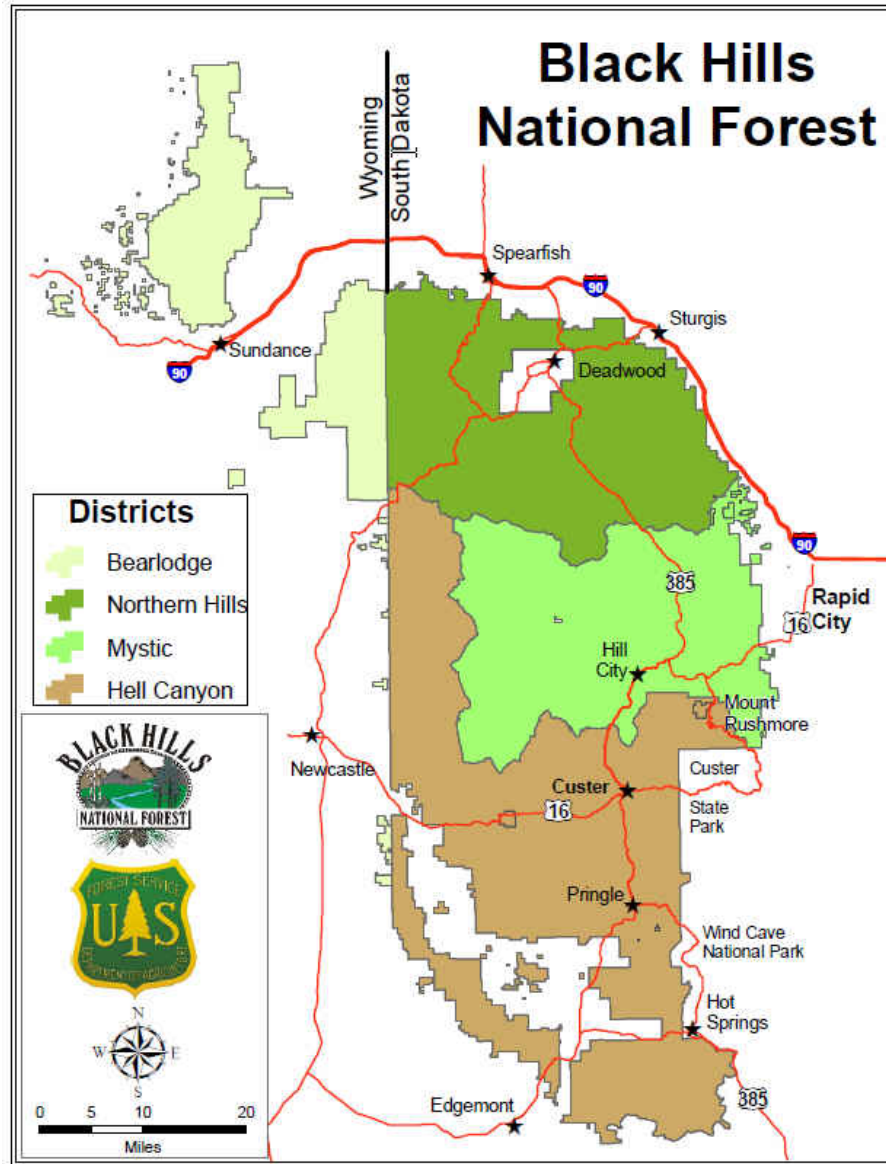 Black Hills
National Forest
Wyoming
South Dakota
Spearfish
90
Sturgis
Sundance
90
Deadwood
Districts
Bearlodge
Northern Hills
Mystic
Hell Canyon
90
385
Rapid
City
16
Hill
City
Mount
Rushmore
Newcastle
Custer
Custer
State
Park
16
Pringle
Wind Cave
National Park
Hot
Springs
Edgemont
385
BLACK HILLS
NATIONAL FOREST
FOREST SERVICE
U S
DEPARTMENT OF AGRICULTURE
N
W E
S
0 5 10 20
Miles